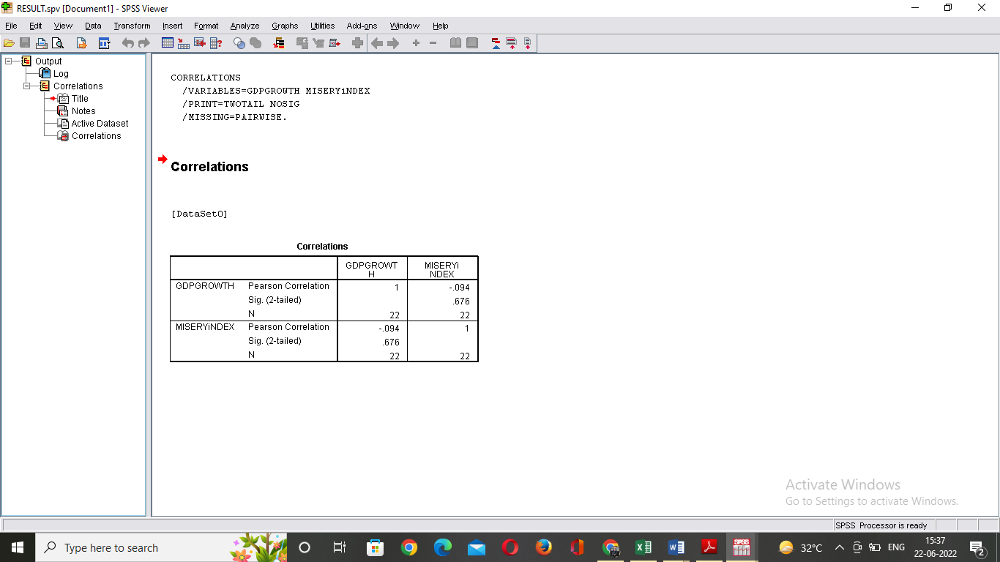 RESULT.spv [Document1] - SPSS Viewer
File Edit View Data Transform Insert Format Analyze Graphs Utilities Add-ons Window Help
Output
Log
Correlations
Title
Notes
Active Dataset
Correlations
CORRELATIONS
/VARIABLES=GDPGROWTH MISERYiNDEX
/PRINT=TWOTAIL NOSIG
/MISSING=PAIRWISE.
Correlations
[DataSet0]
Correlations
GDPGROWT MISERYi
H NDEX
GDPGROWTH Pearson Correlation 1 -.094
Sig. (2-tailed) .676
N 22 22
MISERYiNDEX Pearson Correlation -.094 1
Sig. (2-tailed) .676
N 22 22
Activate Windows
Go to Settings to activate Windows.
SPSS Processor is ready
Type here to search
SPSS
32°C
ENG
15:37
22-06-2022
2